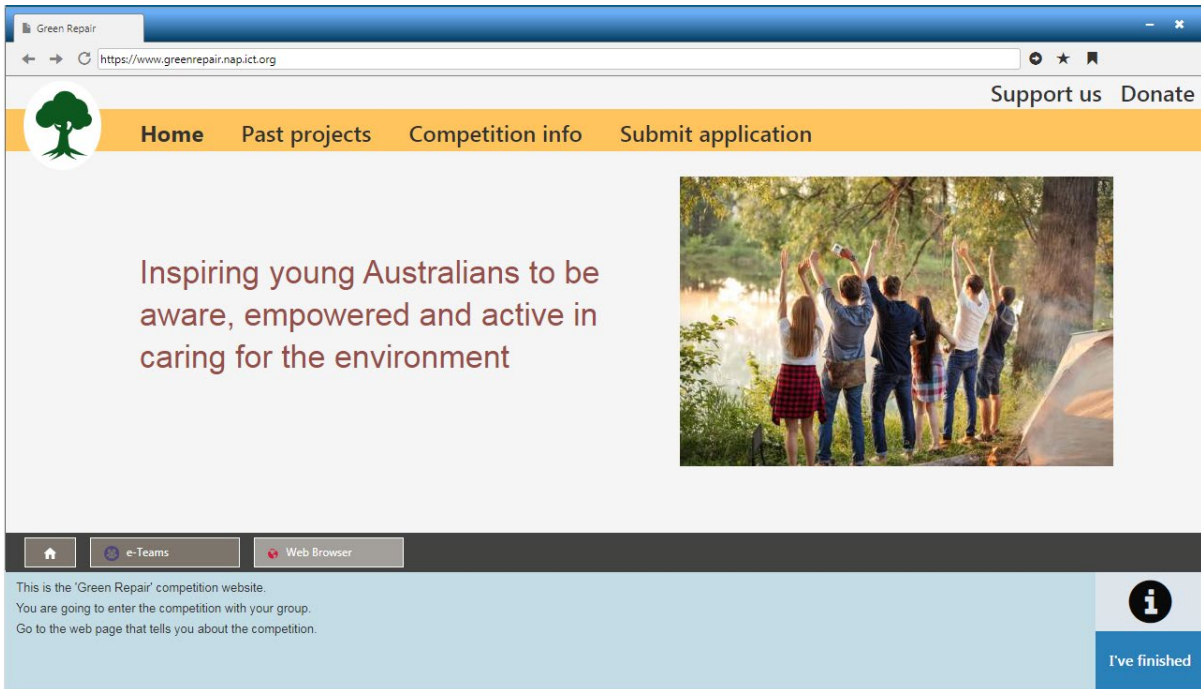 Green Repair
https://www.greenrepair.nap.ict.org
Support us Donate
Home Past projects Competition info Submit application
Inspiring young Australians to be
aware, empowered and active in
caring for the environment
e-Teams Web Browser
This is the 'Green Repair' competition website.
You are going to enter the competition with your group.
Go to the web page that tells you about the competition.
I've finished